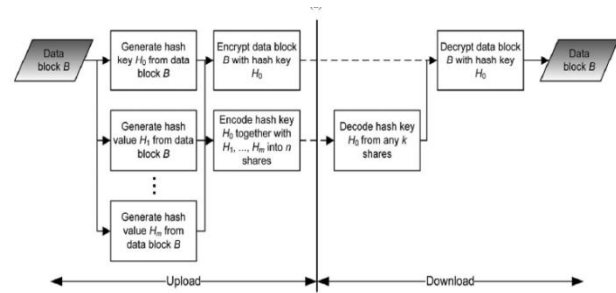 Data
block B
Generate hash
key H₀ from data
block B
Encrypt data block
B with hash key
H₀
Decrypt data block
B with hash key
H₀
Data
block B
Generate hash
value H₁ from data
block B
Encode hash key
H₀ together with
H₁, ..., Hₘ into n
shares
Decode hash key
H₀ from any k
shares
Generate hash
value Hₘ from
data block B
Upload
Download